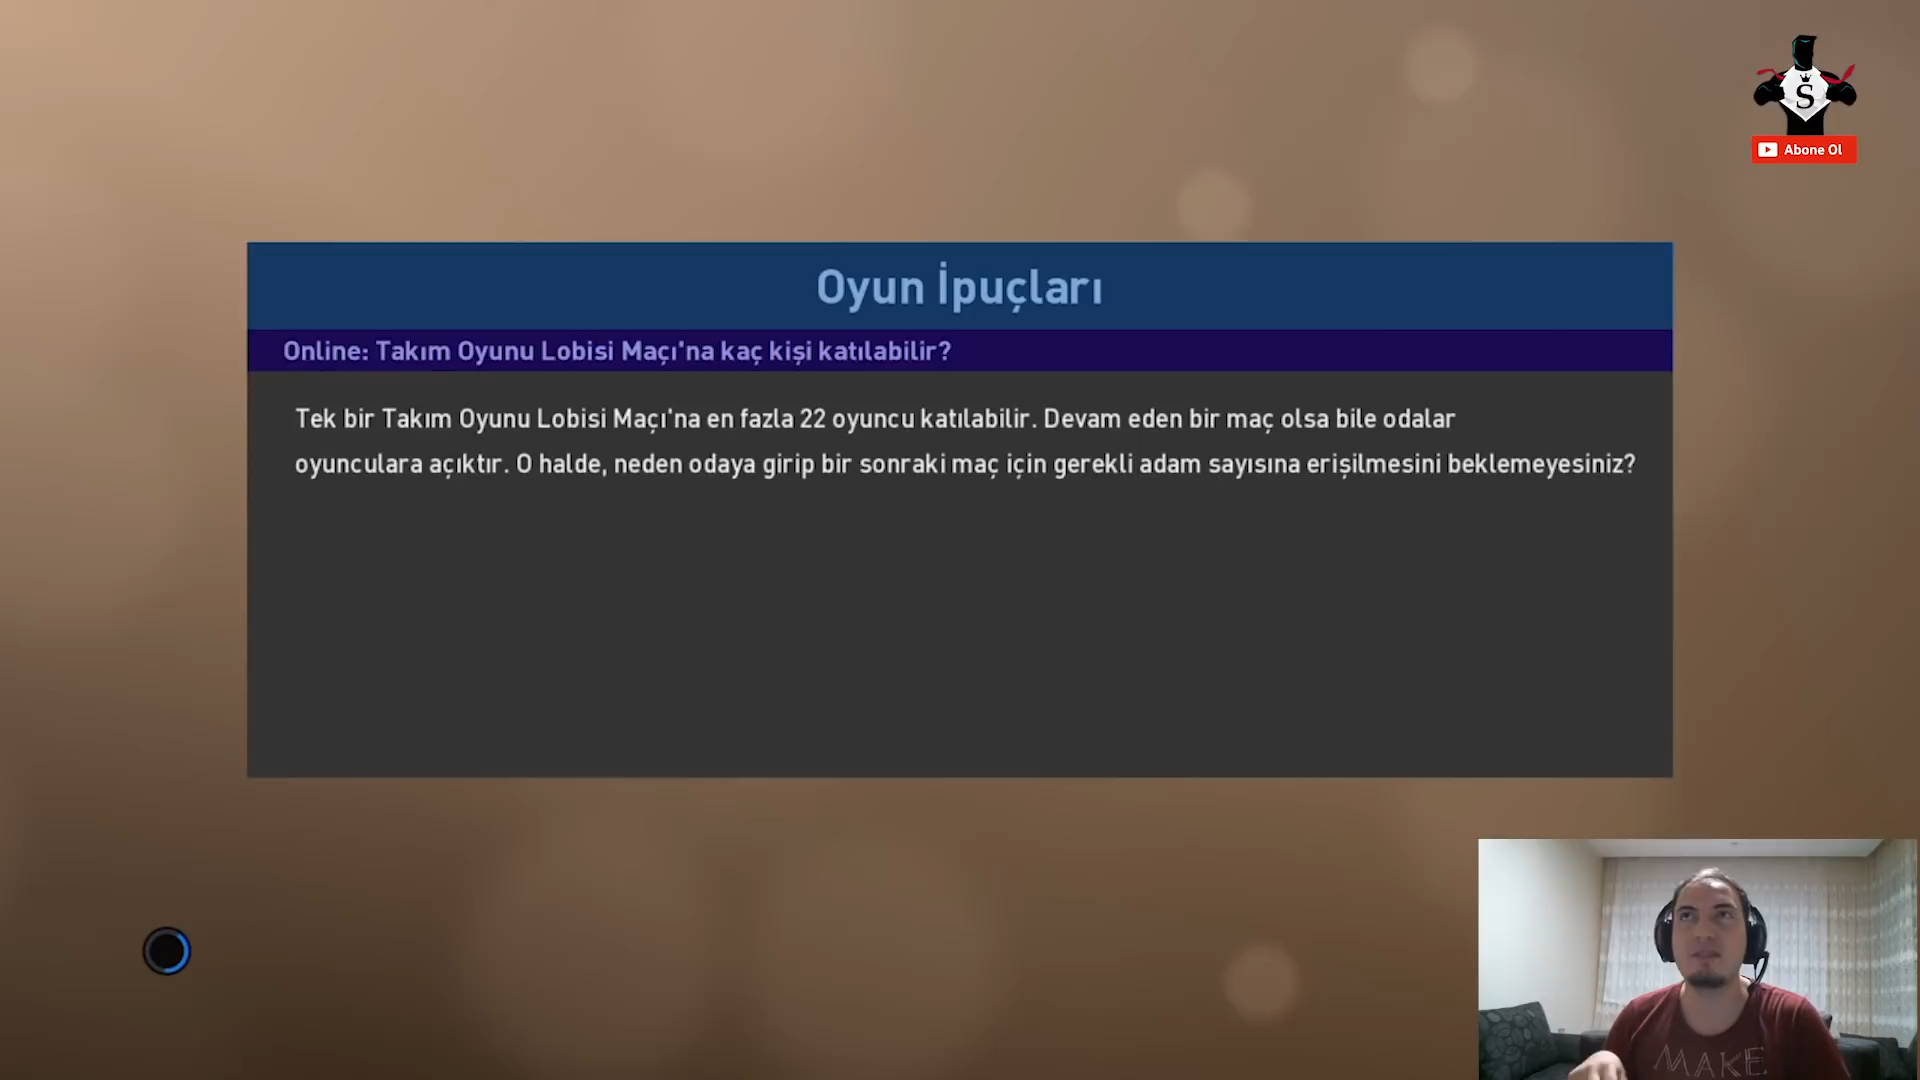 S
Abone Ol
Oyun İpuçları
Online: Takım Oyunu Lobisi Maçı'na kaç kişi katılabilir?
Tek bir Takım Oyunu Lobisi Maçı'na en fazla 22 oyuncu katılabilir. Devam eden bir maç olsa bile odalar
oyunculara açıktır. O halde, neden odaya girip bir sonraki maç için gerekli adam sayısına erişilmesini beklemeyesiniz?
MAKE